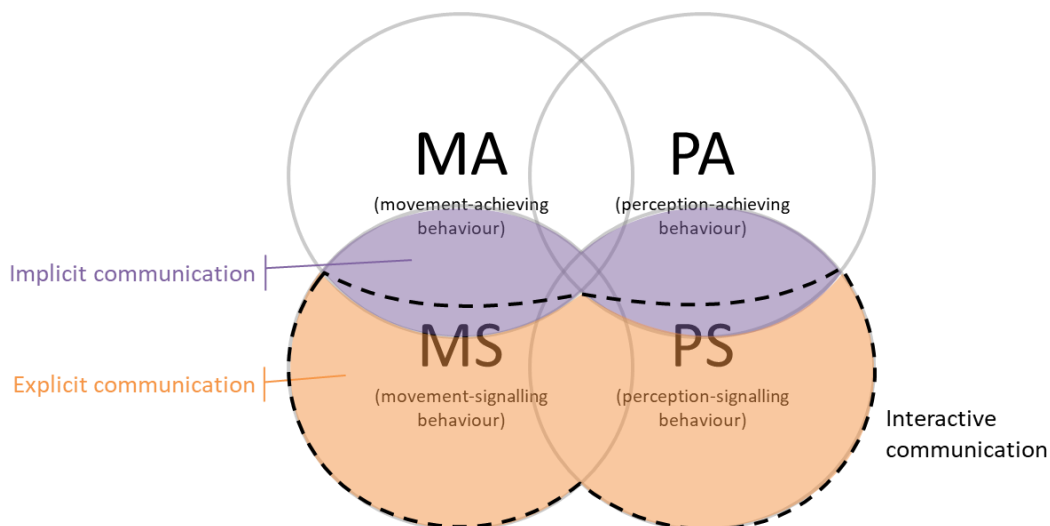 MA
(movement-achieving
behaviour)
PA
(perception-achieving
behaviour)
Implicit communication
MS
(movement-signalling
behaviour)
PS
(perception-signalling
behaviour)
Explicit communication
Interactive
communication